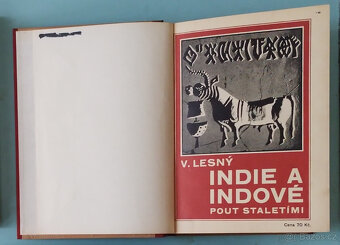 V. LESNÝ
INDIE A
INDOVÉ
POUT STALETÍMI
Cena 70 Kč.